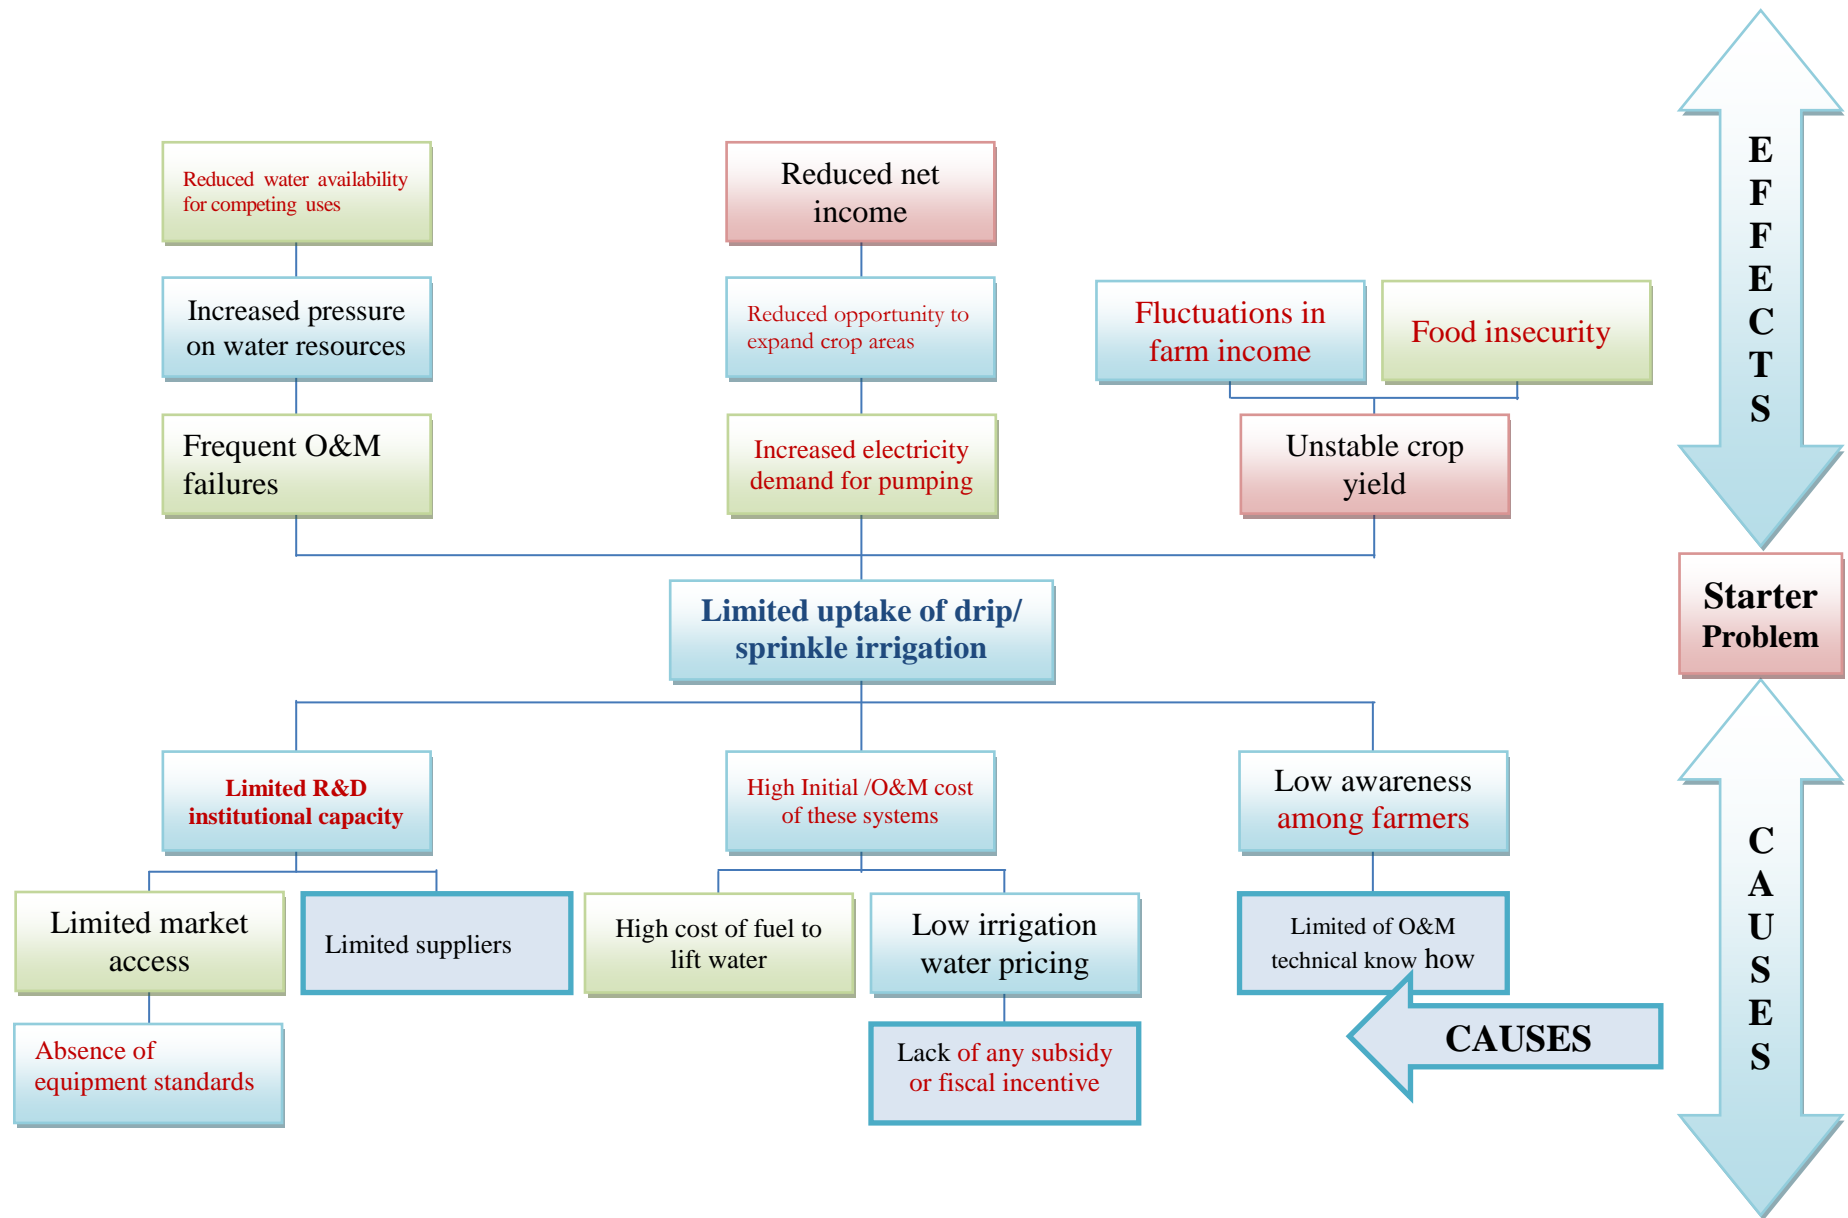 Reduced water availability
for competing uses
Reduced net
income
Increased pressure
on water resources
Reduced opportunity to
expand crop areas
Fluctuations in
farm income
Food insecurity
Frequent O&M
failures
Increased electricity
demand for pumping
Unstable crop
yield
E
F
F
E
C
T
S
Limited uptake of drip/
sprinkle irrigation
Starter
Problem
Limited R&D
institutional capacity
High Initial /O&M cost
of these systems
Low awareness
among farmers
Limited market
access
Limited suppliers
High cost of fuel to
lift water
Low irrigation
water pricing
Limited of O&M
technical know how
Absence of
equipment standards
Lack of any subsidy
or fiscal incentive
CAUSES
C
A
U
S
E
S